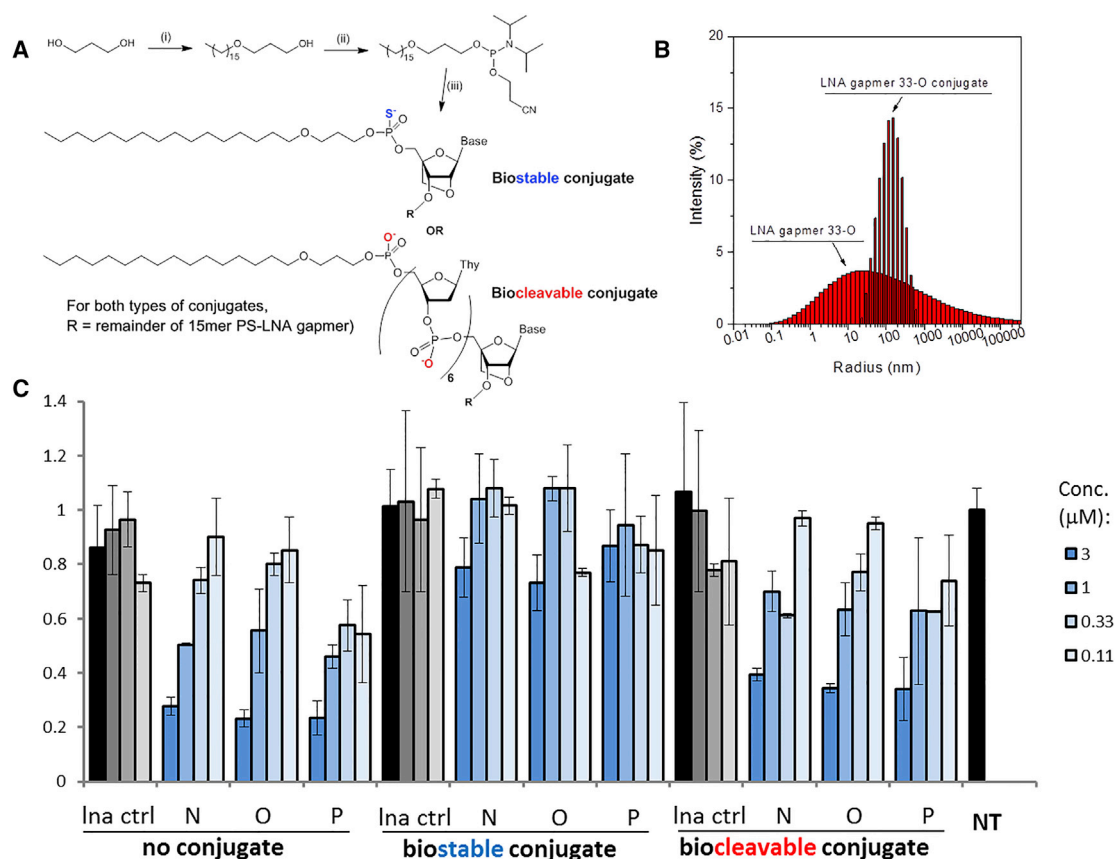 A
HO
OH
(i)
15
O
OH
(ii)
15
O
O
P
N
O
CN
(iii)
S-
O
O
P
O
O
O
Base
O
O
R
Biostable conjugate
OR
O-
O
O
P
O
O
O
Thy
Biocleavable conjugate
For both types of conjugates,
R = remainder of 15mer PS-LNA gapmer)
O
O
P
O
-O
O
Base
6
O
O
R
B
20
15
10
5
0
Intensity (%)
LNA gapmer 33-O conjugate
LNA gapmer 33-O
0.01
0.1
1
10
100
1000
10000
100000
Radius (nm)
C
1.4
1.2
1
0.8
0.6
0.4
0.2
0
lna ctrl N O P
no conjugate
lna ctrl N O P
biostable conjugate
lna ctrl N O P
biocleavable conjugate
NT
Conc.
(µM):
3
1
0.33
0.11